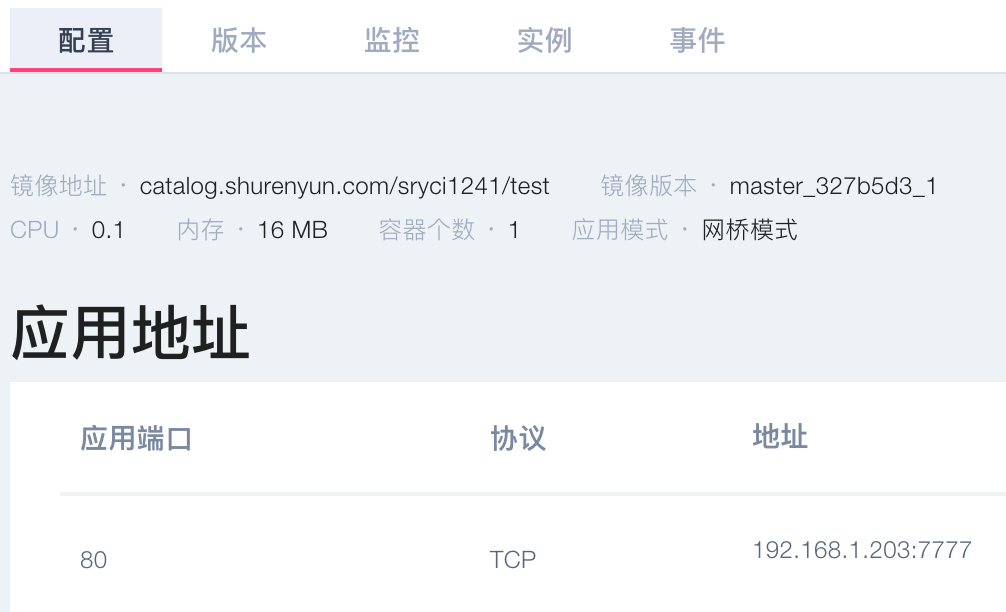 配置 版本 监控 实例 事件
镜像地址 · catalog.shurenyun.com/sryci1241/test 镜像版本 · master_327b5d3_1
CPU · 0.1 内存 · 16 MB 容器个数 · 1 应用模式 · 网桥模式
应用地址
应用端口 协议 地址
80 TCP 192.168.1.203:7777